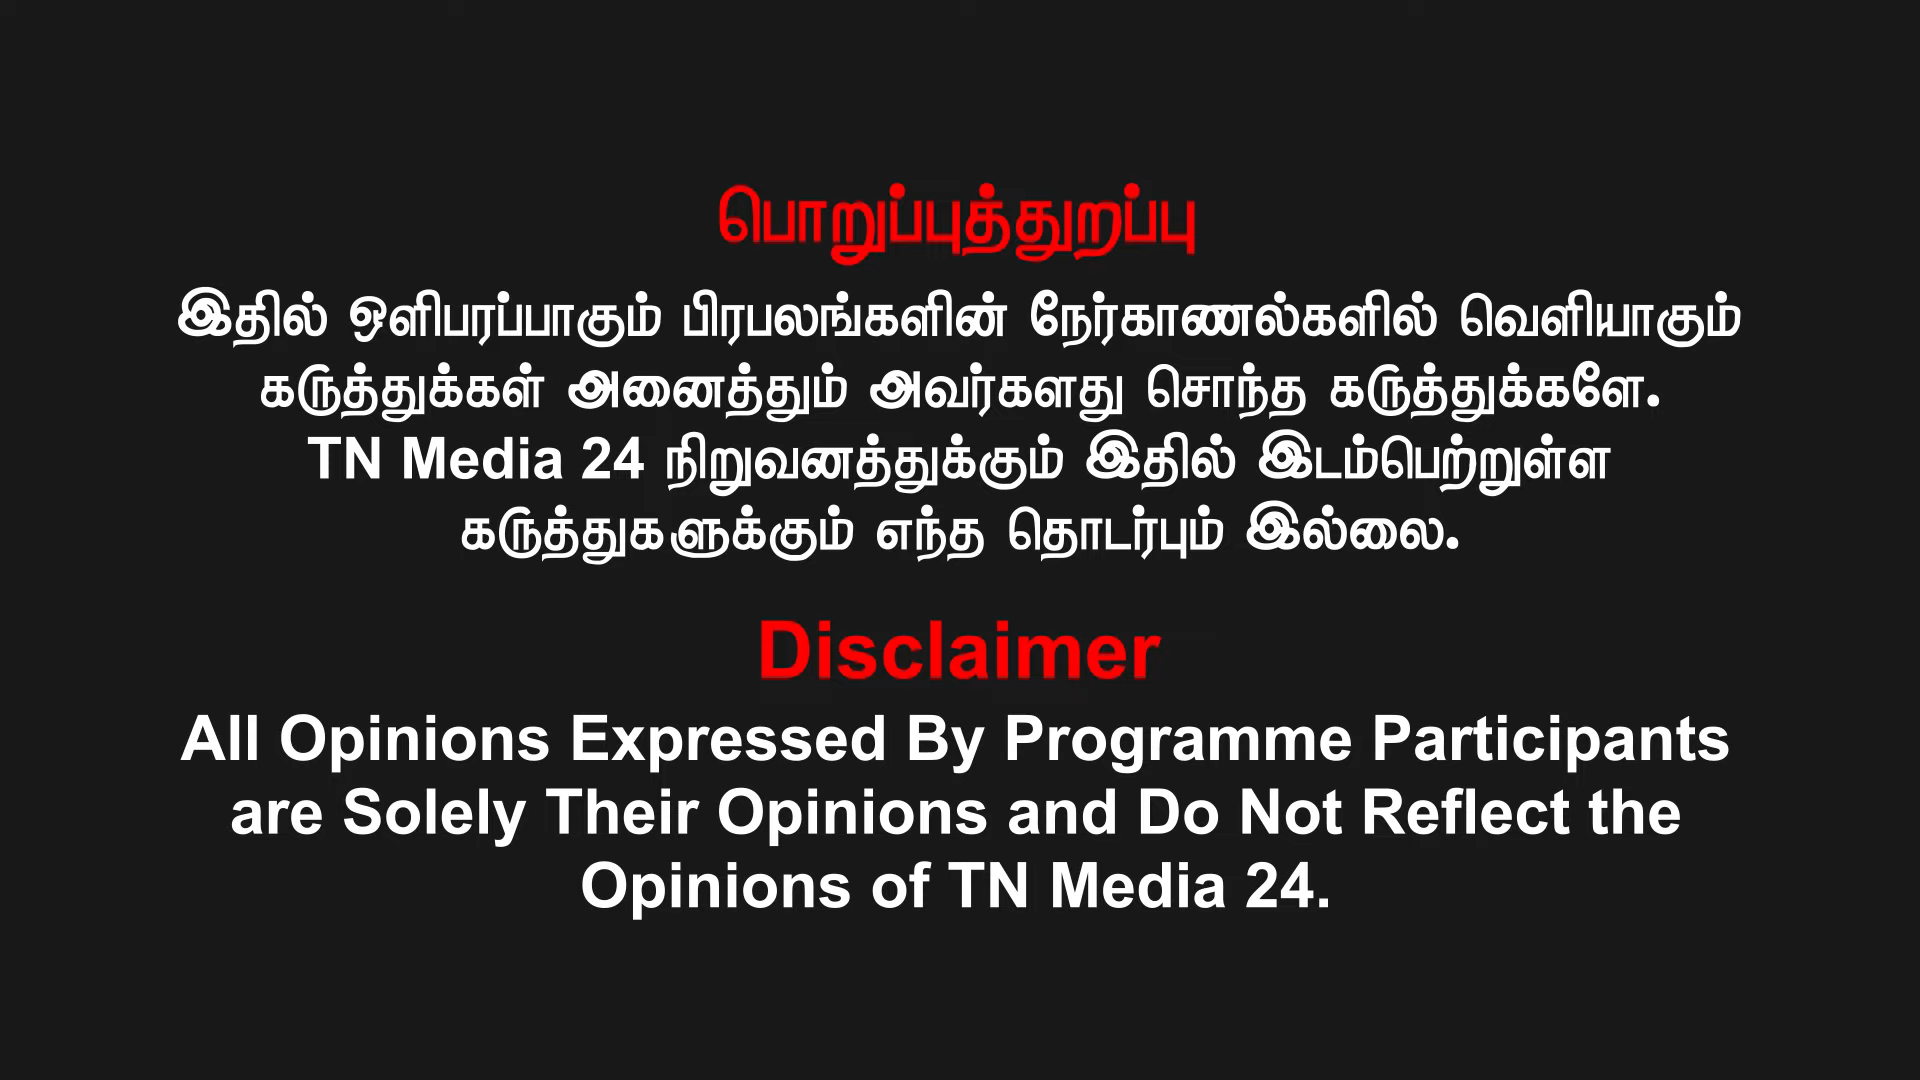 பொறுப்புத்துறப்பு
இதில் ஒளிபரப்பாகும் பிரபலங்களின் நேர்காணல்களில் வெளியாகும்
கருத்துக்கள் அனைத்தும் அவர்களது சொந்த கருத்துக்களே.
TN Media 24 நிறுவனத்துக்கும் இதில் இடம்பெற்றுள்ள
கருத்துகளுக்கும் எந்த தொடர்பும் இல்லை.
Disclaimer
All Opinions Expressed By Programme Participants
are Solely Their Opinions and Do Not Reflect the
Opinions of TN Media 24.